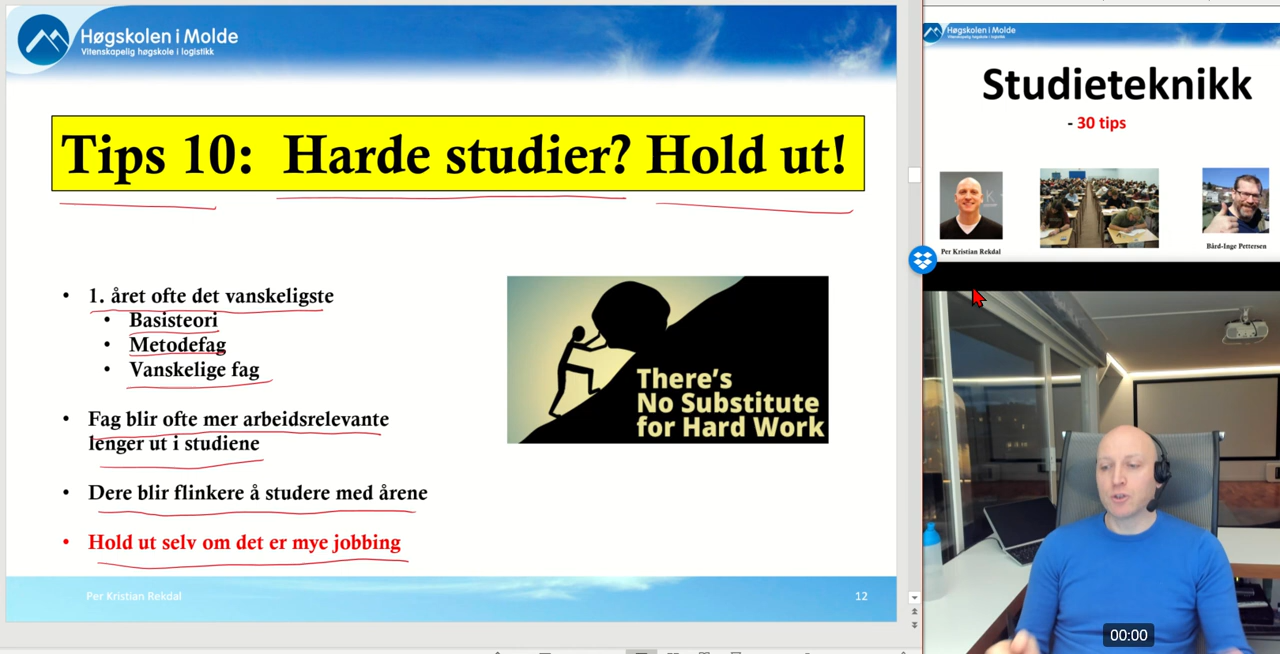 Høgskolen i Molde
Vitenskapelig høgskole i logistikk
Tips 10: Harde studier? Hold ut!
• 1. året ofte det vanskeligste
• Basisteori
• Metodefag
• Vanskelige fag
• Fag blir ofte mer arbeidsrelevante
lenger ut i studiene
• Dere blir flinkere å studere med årene
• Hold ut selv om det er mye jobbing
There's
No Substitute
for Hard Work
Per Kristian Rekdal
12
Høgskolen i Molde
Vitenskapelig høgskole i logistikk
Studieteknikk
- 30 tips
Per Kristian Rekdal
Bård-Inge Pettersen
00:00